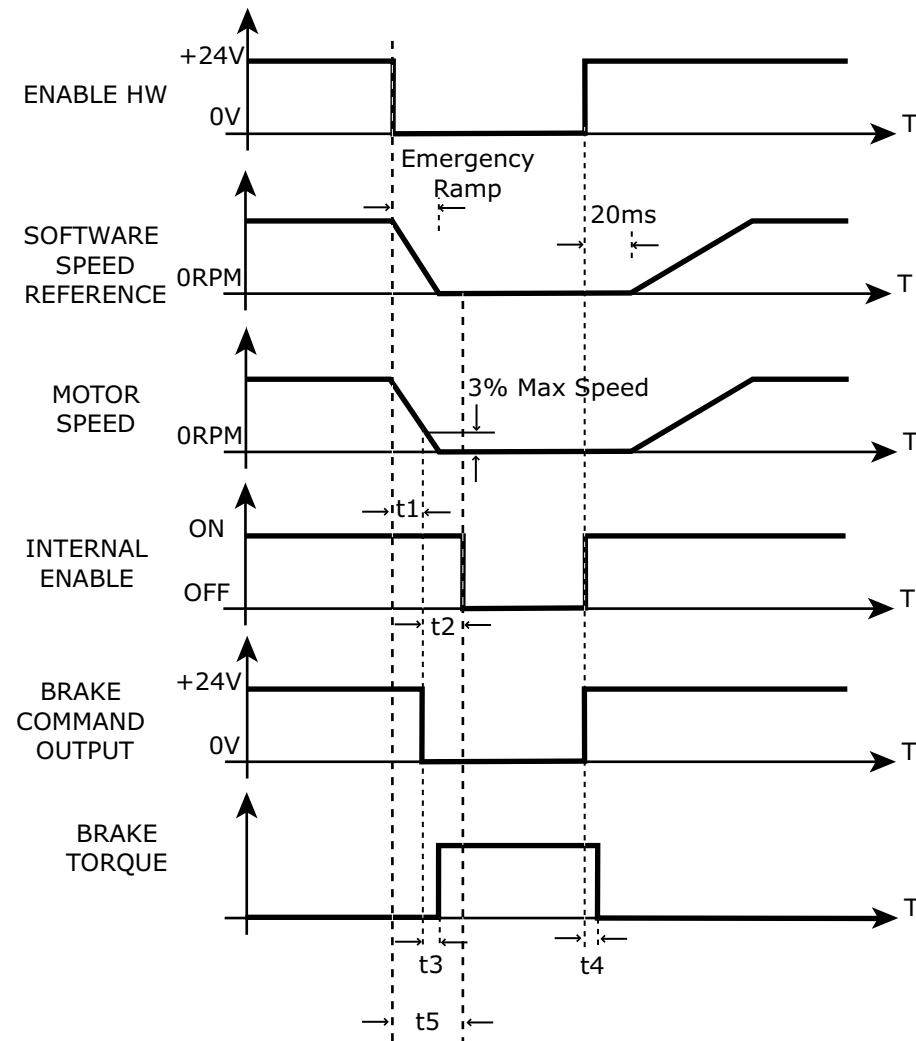 +24V
ENABLE HW
0V
T
Emergency
Ramp
20ms
SOFTWARE
SPEED
REFERENCE
0RPM
T
3% Max Speed
MOTOR
SPEED
0RPM
T
t1
ON
INTERNAL
ENABLE
OFF
T
t2
+24V
BRAKE
COMMAND
OUTPUT
0V
T
BRAKE
TORQUE
T
t3
t4
t5